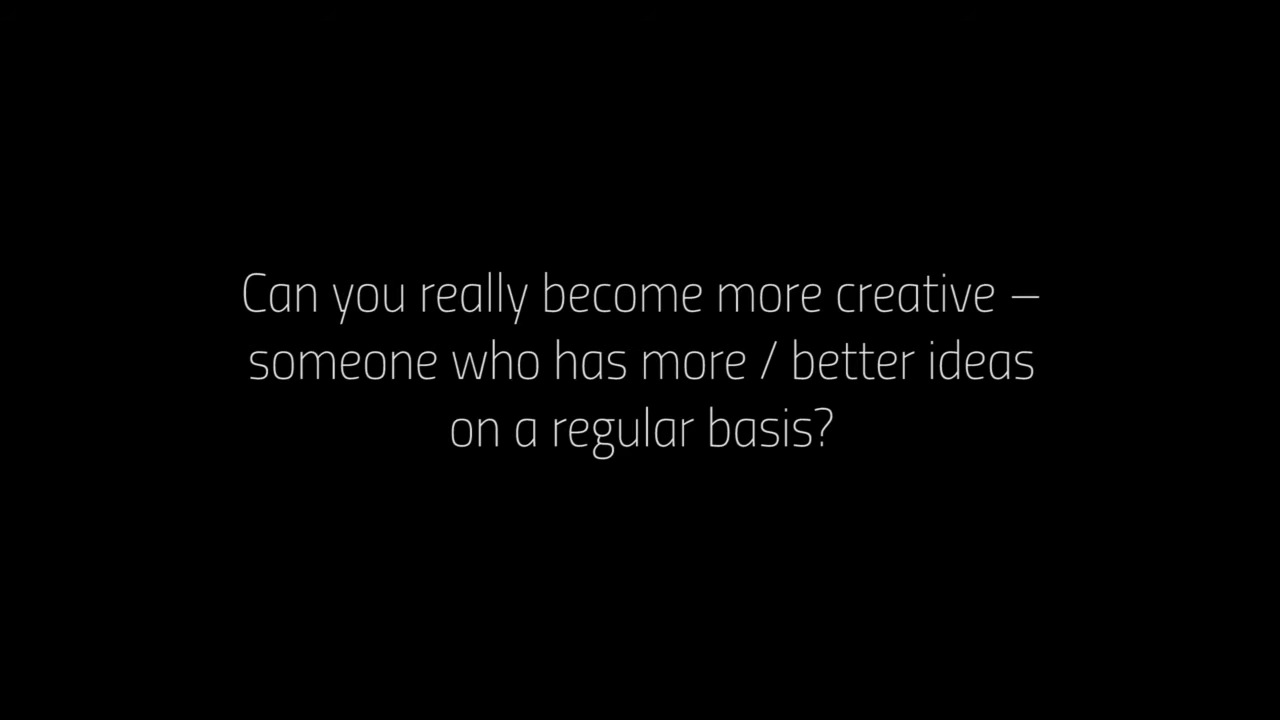 Can you really become more creative –
someone who has more / better ideas
on a regular basis?